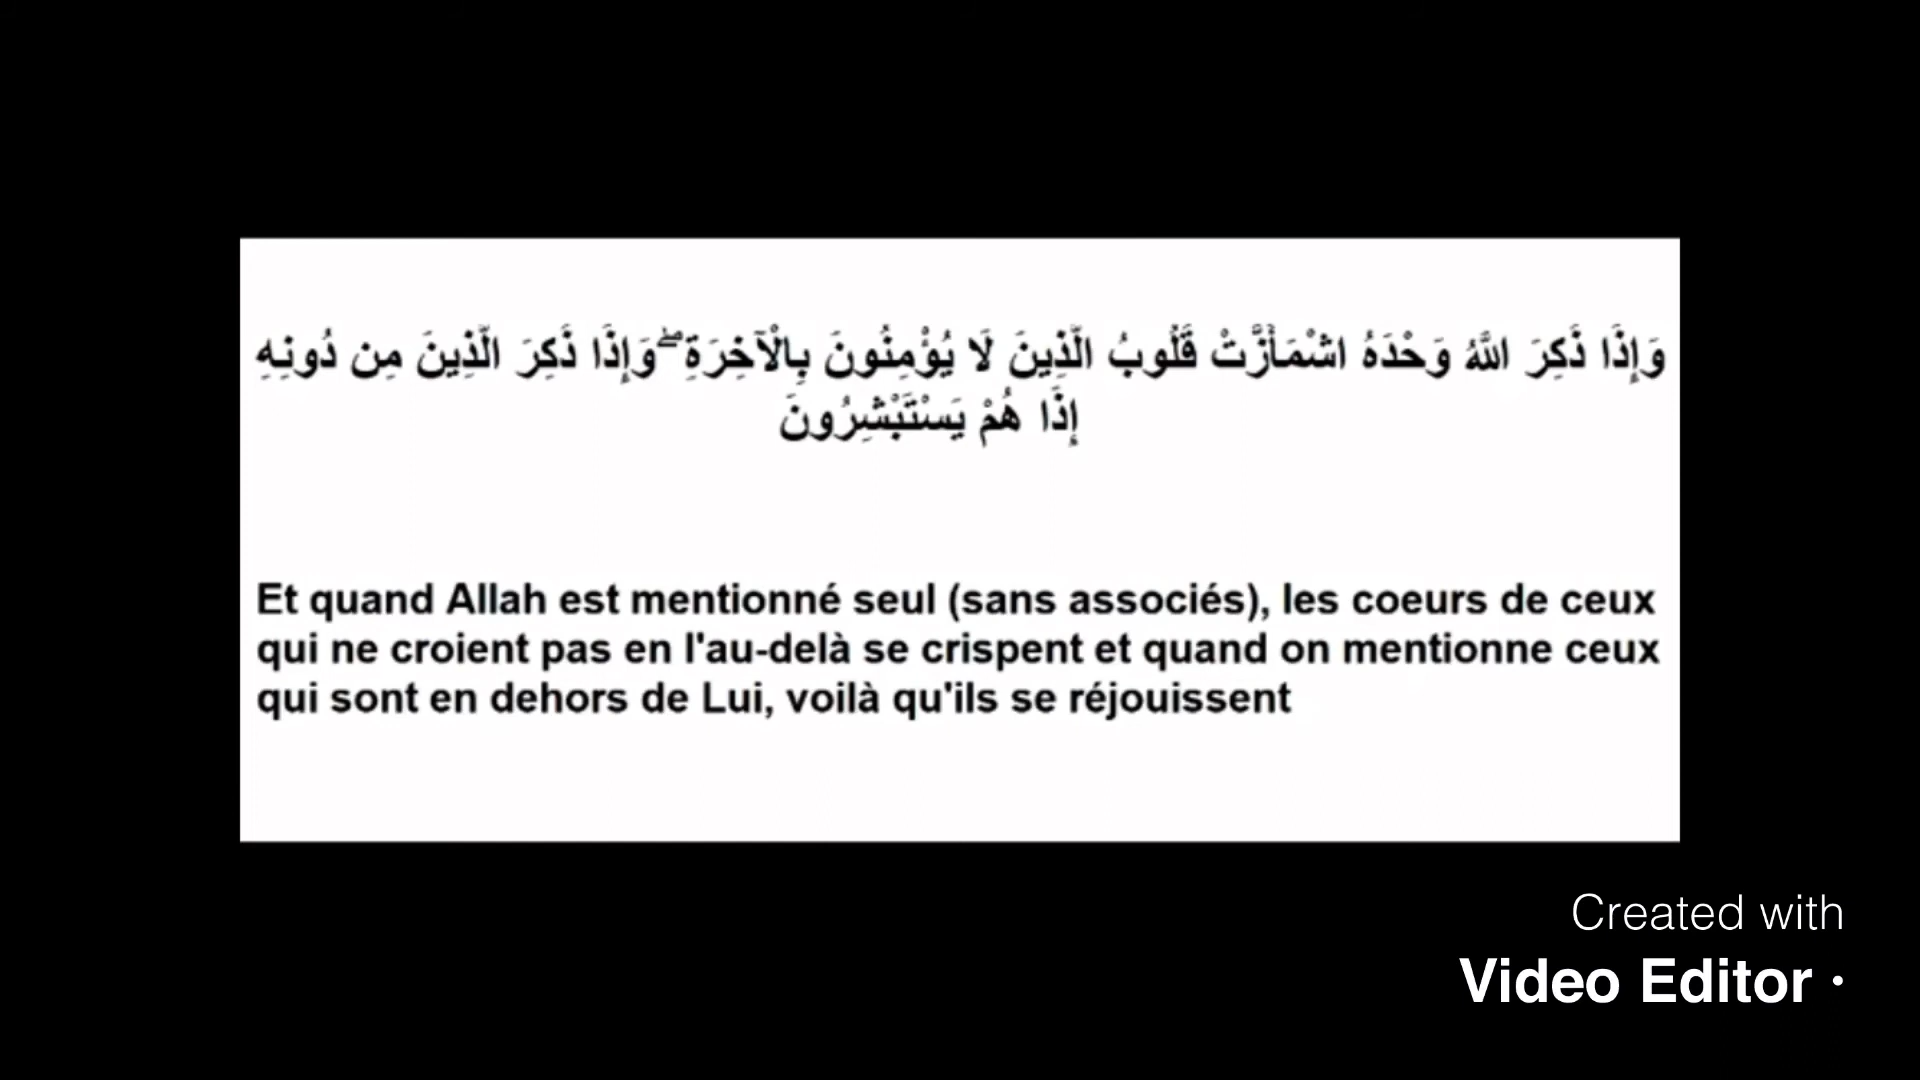 وَإِذَا ذُكِرَ اللَّهُ وَحْدَهُ اشْمَأَزَّتْ قُلُوبُ الَّذِينَ لَا يُؤْمِنُونَ بِالْآخِرَةِ ۖ وَإِذَا ذُكِرَ الَّذِينَ مِن دُونِهِ
إِذَا هُمْ يَسْتَبْشِرُونَ
Et quand Allah est mentionné seul (sans associés), les coeurs de ceux
qui ne croient pas en l'au-delà se crispent et quand on mentionne ceux
qui sont en dehors de Lui, voilà qu'ils se réjouissent
Created with
Video Editor ·